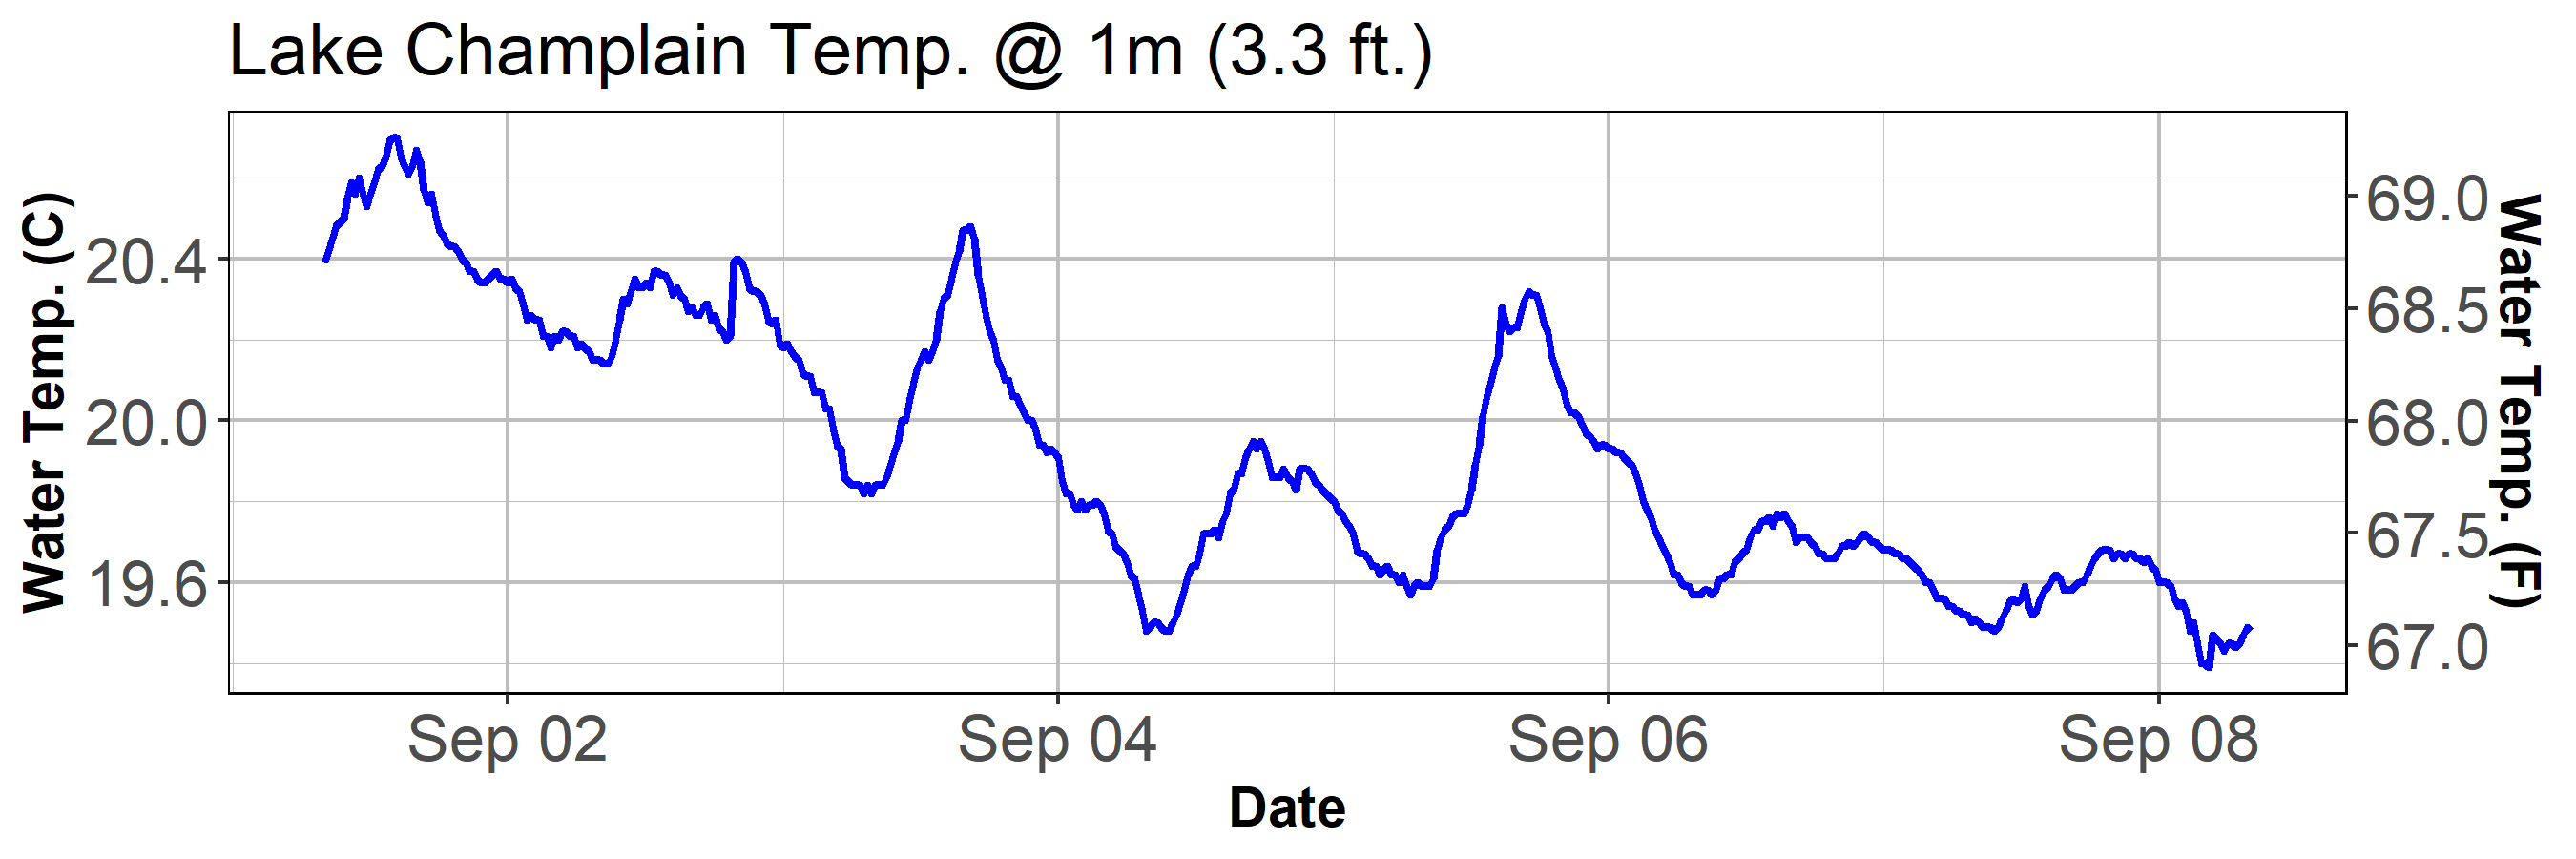 Lake Champlain Temp. @ 1m (3.3 ft.)
Water Temp. (C)
20.4
20.0
19.6
69.0
68.5
68.0
67.5
67.0
Water Temp. (F)
Sep 02
Sep 04
Sep 06
Sep 08
Date